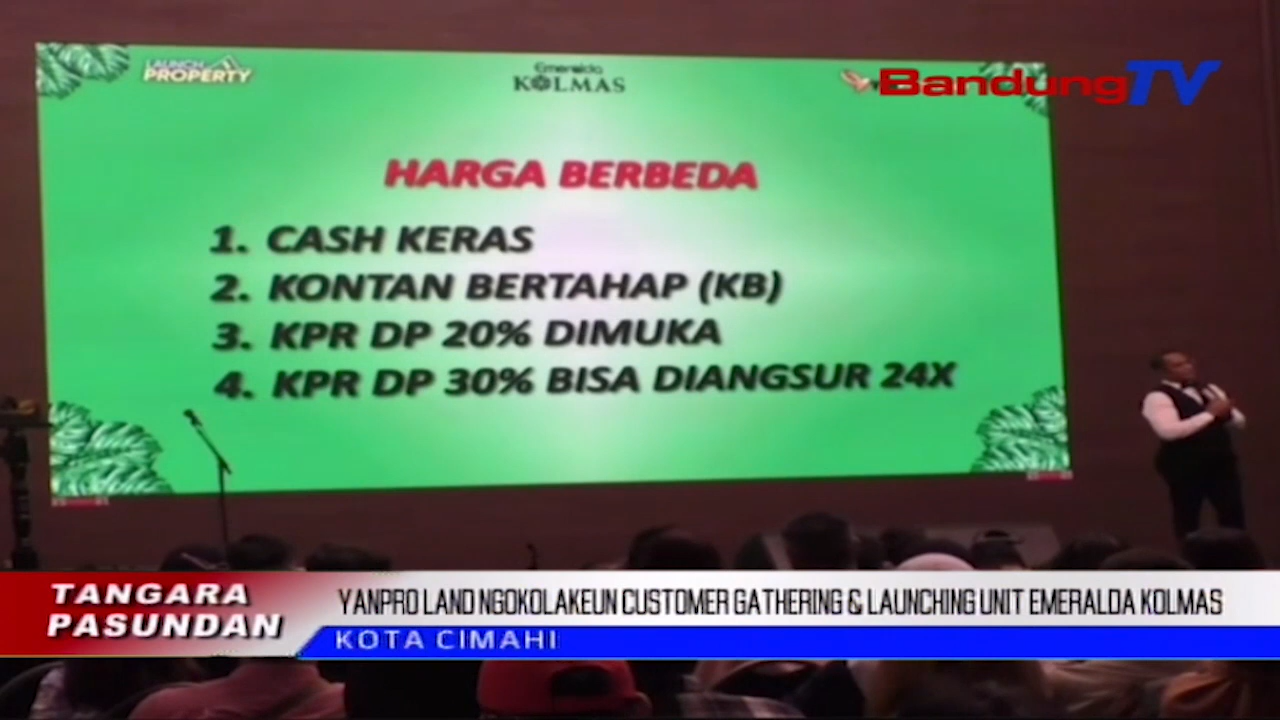 LAUNCH
PROPERTY
Emeralda
KOLMAS
BandungTV
HARGA BERBEDA
1. CASH KERAS
2. KONTAN BERTAHAP (KB)
3. KPR DP 20% DIMUKA
4. KPR DP 30% BISA DIANGSUR 24X
TANGARA
PASUNDAN
YANPRO LAND NGOKOLAKEUN CUSTOMER GATHERING & LAUNCHING UNIT EMERALDA KOLMAS
KOTA CIMAHI